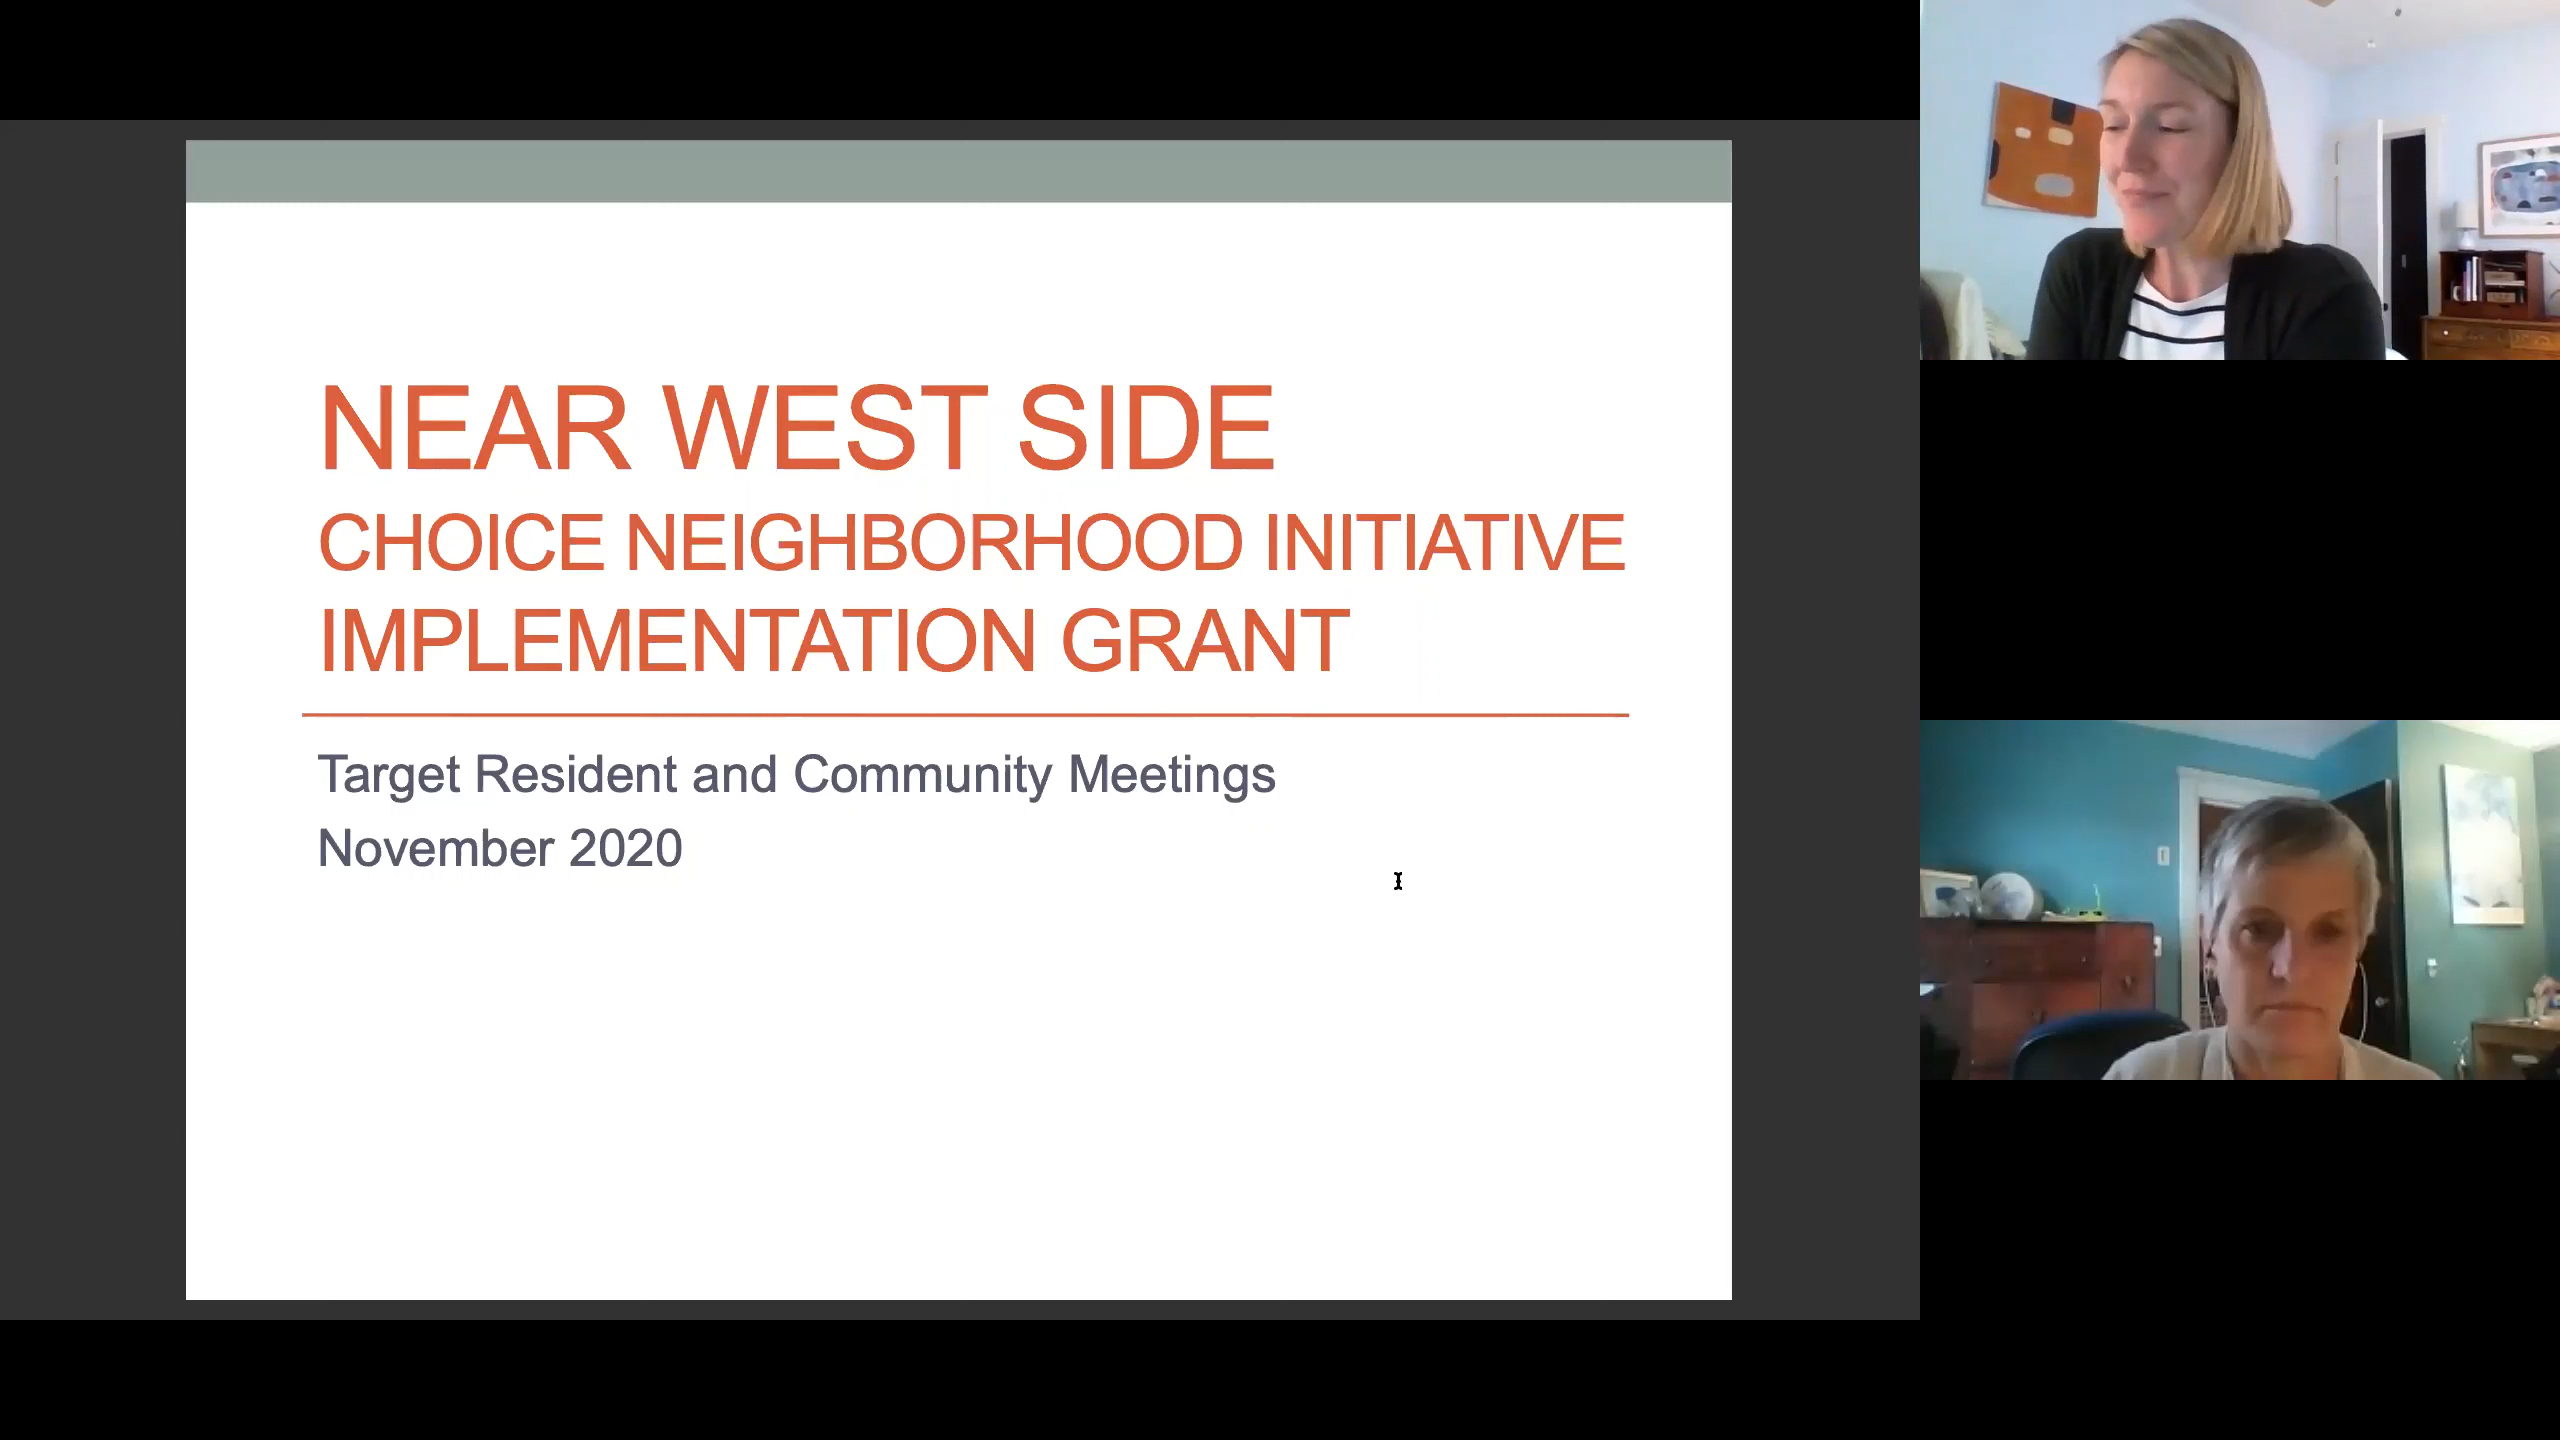 NEAR WEST SIDE
CHOICE NEIGHBORHOOD INITIATIVE
IMPLEMENTATION GRANT
Target Resident and Community Meetings
November 2020